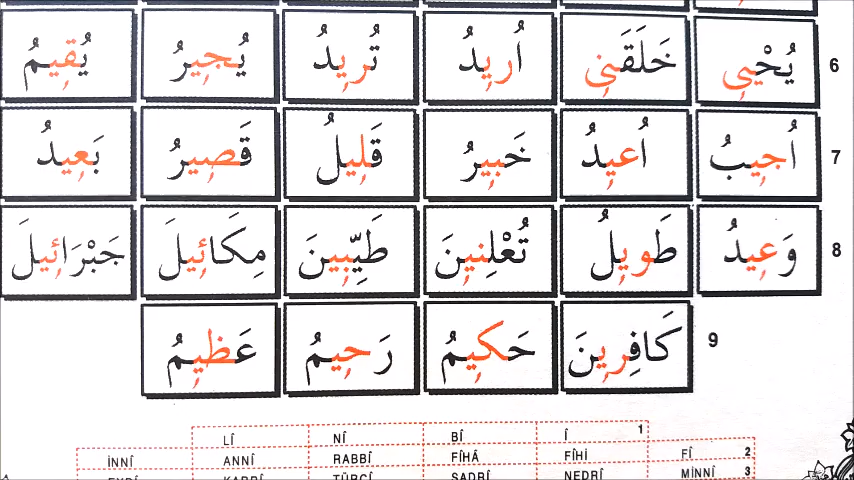 يُحْيٖي خَلَقَنٖي اُرٖيدُ تُرٖيدُ يُجٖيرُ يُقٖيمُ 6
اُجٖيبُ اُعٖيدُ خَبٖيرُ قَلٖيلُ قَصٖيرُ بَعٖيدُ 7
وَعٖيدُ طَوٖيلُ تُعْلِنٖينَ طَيِّبٖينَ مِكَائٖيلَ جَبْرَائٖيلَ 8
كَافِرٖينَ حَكٖيمُ رَحٖيمُ عَظٖيمُ 9
LÎ NÎ BÎ Î 1
İNNÎ ANNÎ RABBÎ FÎHÂ FÎHİ FÎ 2
SADRÎ NEDRÎ MİNNÎ 3